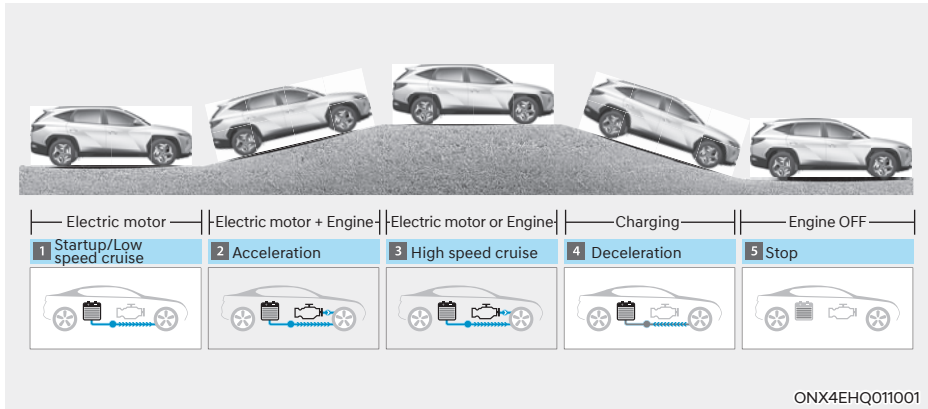 Electric motor
Electric motor + Engine
Electric motor or Engine
Charging
Engine OFF
1 Startup/Low
speed cruise
2 Acceleration
3 High speed cruise
4 Deceleration
5 Stop
ONX4EHQ011001